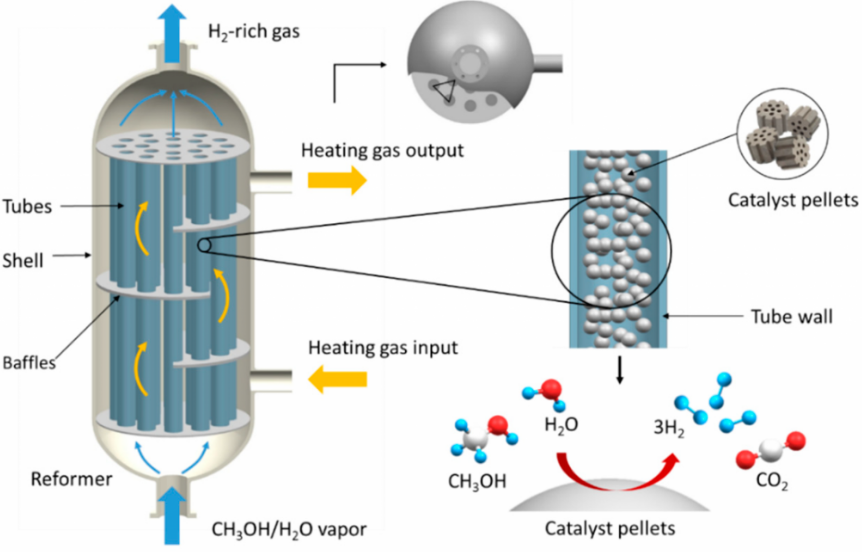 H₂-rich gas
Heating gas output
Tubes
Shell
Baffles
Heating gas input
Reformer
CH₃OH/H₂O vapor
Catalyst pellets
Tube wall
H₂O
3H₂
CH₃OH
CO₂
Catalyst pellets